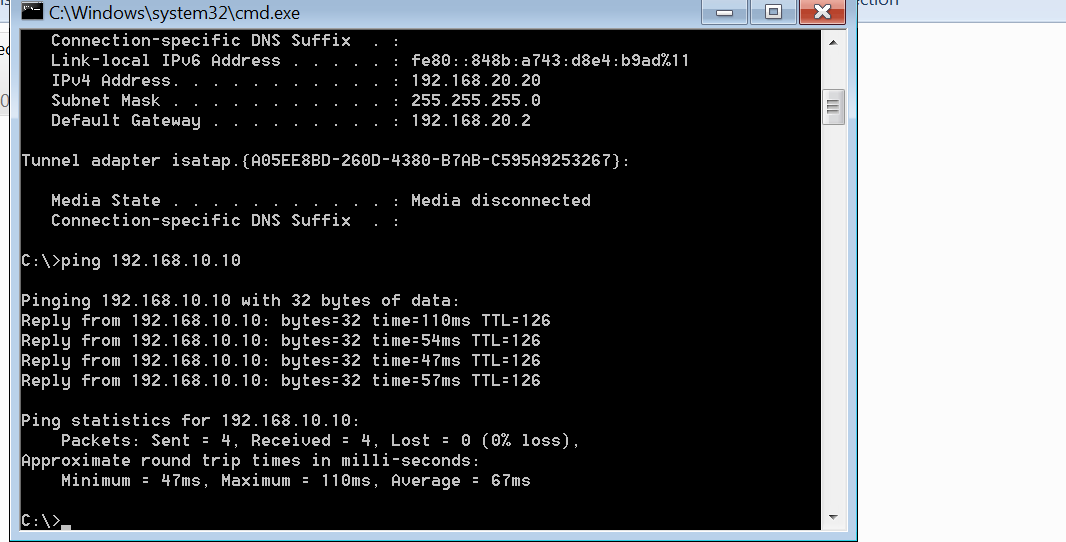 C:\Windows\system32\cmd.exe
Connection-specific DNS Suffix . :
Link-local IPv6 Address . . . . . : fe80::848b:a743:d8e4:b9ad%11
IPv4 Address. . . . . . . . . . . : 192.168.20.20
Subnet Mask . . . . . . . . . . . : 255.255.255.0
Default Gateway . . . . . . . . . : 192.168.20.2
Tunnel adapter isatap.{A05EE8BD-260D-4380-B7AB-C595A9253267}:
Media State . . . . . . . . . . . : Media disconnected
Connection-specific DNS Suffix . :
C:\>ping 192.168.10.10
Pinging 192.168.10.10 with 32 bytes of data:
Reply from 192.168.10.10: bytes=32 time=110ms TTL=126
Reply from 192.168.10.10: bytes=32 time=54ms TTL=126
Reply from 192.168.10.10: bytes=32 time=47ms TTL=126
Reply from 192.168.10.10: bytes=32 time=57ms TTL=126
Ping statistics for 192.168.10.10:
Packets: Sent = 4, Received = 4, Lost = 0 (0% loss),
Approximate round trip times in milli-seconds:
Minimum = 47ms, Maximum = 110ms, Average = 67ms
C:\>_